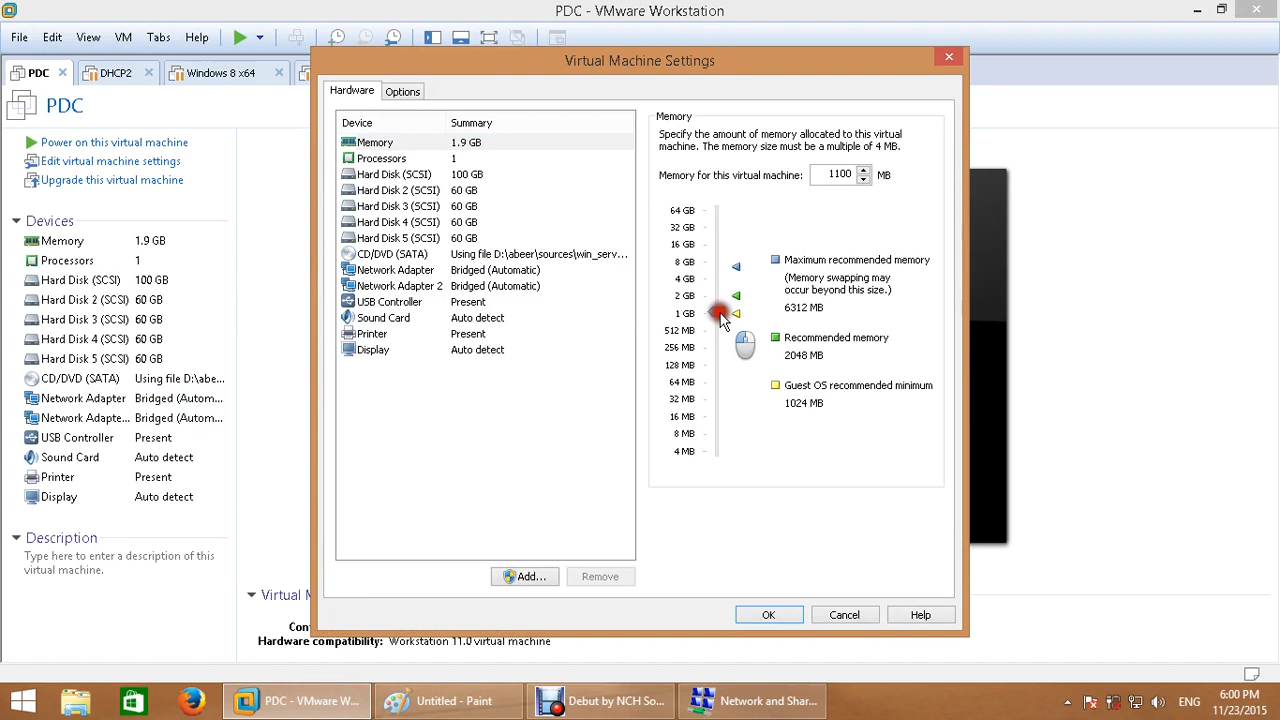 PDC - VMware Workstation
File Edit View VM Tabs Help
PDC DHCP2 Windows 8 x64
PDC
Power on this virtual machine
Edit virtual machine settings
Upgrade this virtual machine
Devices
Memory 1.9 GB
Processors 1
Hard Disk (SCSI) 100 GB
Hard Disk 2 (SCSI) 60 GB
Hard Disk 3 (SCSI) 60 GB
Hard Disk 4 (SCSI) 60 GB
Hard Disk 5 (SCSI) 60 GB
CD/DVD (SATA) Using file D:\abe...
Network Adapter Bridged (Autom...
Network Adapte... Bridged (Autom...
USB Controller Present
Sound Card Auto detect
Printer Present
Display Auto detect
Description
Type here to enter a description of this
virtual machine.
Virtual Machine Settings
Hardware Options
Device Summary
Memory 1.9 GB
Processors 1
Hard Disk (SCSI) 100 GB
Hard Disk 2 (SCSI) 60 GB
Hard Disk 3 (SCSI) 60 GB
Hard Disk 4 (SCSI) 60 GB
Hard Disk 5 (SCSI) 60 GB
CD/DVD (SATA) Using file D:\abeer\sources\win_serv...
Network Adapter Bridged (Automatic)
Network Adapter 2 Bridged (Automatic)
USB Controller Present
Sound Card Auto detect
Printer Present
Display Auto detect
Add... Remove
Memory
Specify the amount of memory allocated to this virtual
machine. The memory size must be a multiple of 4 MB.
Memory for this virtual machine: 1100 MB
64 GB
32 GB
16 GB
8 GB
4 GB
2 GB
1 GB
512 MB
256 MB
128 MB
64 MB
32 MB
16 MB
8 MB
4 MB
Maximum recommended memory
(Memory swapping may
occur beyond this size.)
6312 MB
Recommended memory
2048 MB
Guest OS recommended minimum
1024 MB
OK Cancel Help
Virtual M
Hardware compatibility: Workstation 11.0 virtual machine
PDC - VMware W... Untitled - Paint Debut by NCH So... Network and Shar... ENG 6:00 PM
11/23/2015